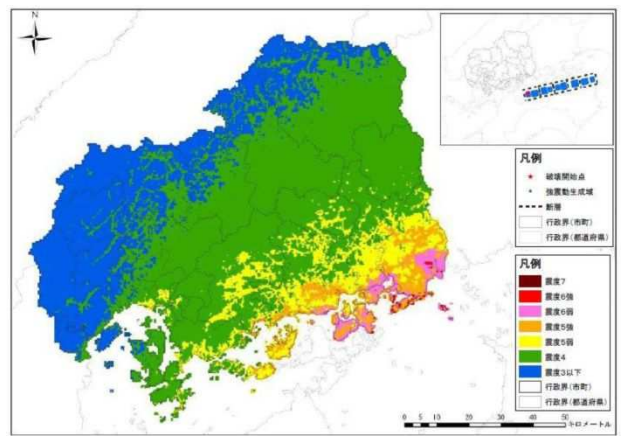 N
凡例
破壊開始点
強震動生成域
断層
行政界(市町)
行政界(都道府県)
凡例
震度7
震度6強
震度6弱
震度5強
震度5弱
震度4
震度3以下
行政界(市町)
行政界(都道府県)
0 5 10 20 30 40 50
キロメートル